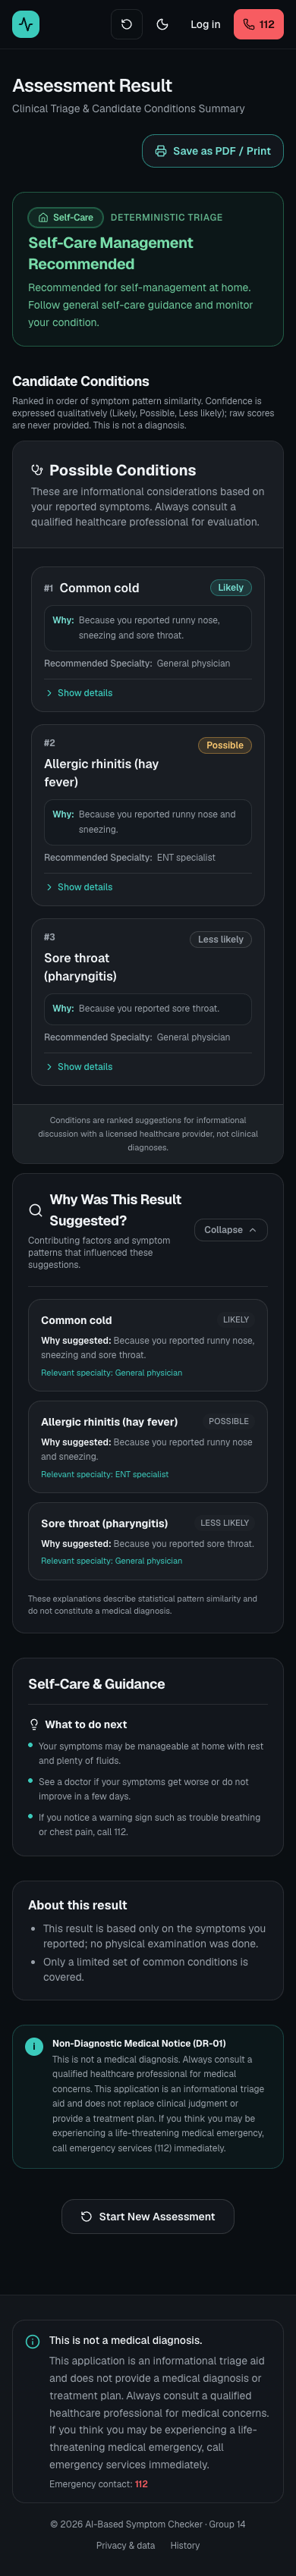 Log in
112
Assessment Result
Clinical Triage & Candidate Conditions Summary
Save as PDF / Print
Self-Care
DETERMINISTIC TRIAGE
Self-Care Management
Recommended
Recommended for self-management at home.
Follow general self-care guidance and monitor
your condition.
Candidate Conditions
Ranked in order of symptom pattern similarity. Confidence is
expressed qualitatively (Likely, Possible, Less likely); raw scores
are never provided. This is not a diagnosis.
Possible Conditions
These are informational considerations based on
your reported symptoms. Always consult a
qualified healthcare professional for evaluation.
#1 Common cold
Likely
Why: Because you reported runny nose,
sneezing and sore throat.
Recommended Specialty: General physician
Show details
#2
Possible
Allergic rhinitis (hay
fever)
Why: Because you reported runny nose and
sneezing.
Recommended Specialty: ENT specialist
Show details
#3
Less likely
Sore throat
(pharyngitis)
Why: Because you reported sore throat.
Recommended Specialty: General physician
Show details
Conditions are ranked suggestions for informational
discussion with a licensed healthcare provider, not clinical
diagnoses.
Why Was This Result
Suggested?
Contributing factors and symptom
patterns that influenced these
suggestions.
Collapse
Common cold
LIKELY
Why suggested: Because you reported runny nose,
sneezing and sore throat.
Relevant specialty: General physician
Allergic rhinitis (hay fever)
POSSIBLE
Why suggested: Because you reported runny nose
and sneezing.
Relevant specialty: ENT specialist
Sore throat (pharyngitis)
LESS LIKELY
Why suggested: Because you reported sore throat.
Relevant specialty: General physician
These explanations describe statistical pattern similarity and
do not constitute a medical diagnosis.
Self-Care & Guidance
What to do next
Your symptoms may be manageable at home with rest
and plenty of fluids.
See a doctor if your symptoms get worse or do not
improve in a few days.
If you notice a warning sign such as trouble breathing
or chest pain, call 112.
About this result
This result is based only on the symptoms you
reported; no physical examination was done.
Only a limited set of common conditions is
covered.
Non-Diagnostic Medical Notice (DR-01)
This is not a medical diagnosis. Always consult a
qualified healthcare professional for medical
concerns. This application is an informational triage
aid and does not replace clinical judgment or
provide a treatment plan. If you think you may be
experiencing a life-threatening medical emergency,
call emergency services (112) immediately.
Start New Assessment
This is not a medical diagnosis.
This application is an informational triage aid
and does not provide a medical diagnosis or
treatment plan. Always consult a qualified
healthcare professional for medical concerns.
If you think you may be experiencing a life-
threatening medical emergency, call
emergency services immediately.
Emergency contact: 112
© 2026 AI-Based Symptom Checker · Group 14
Privacy & data
History